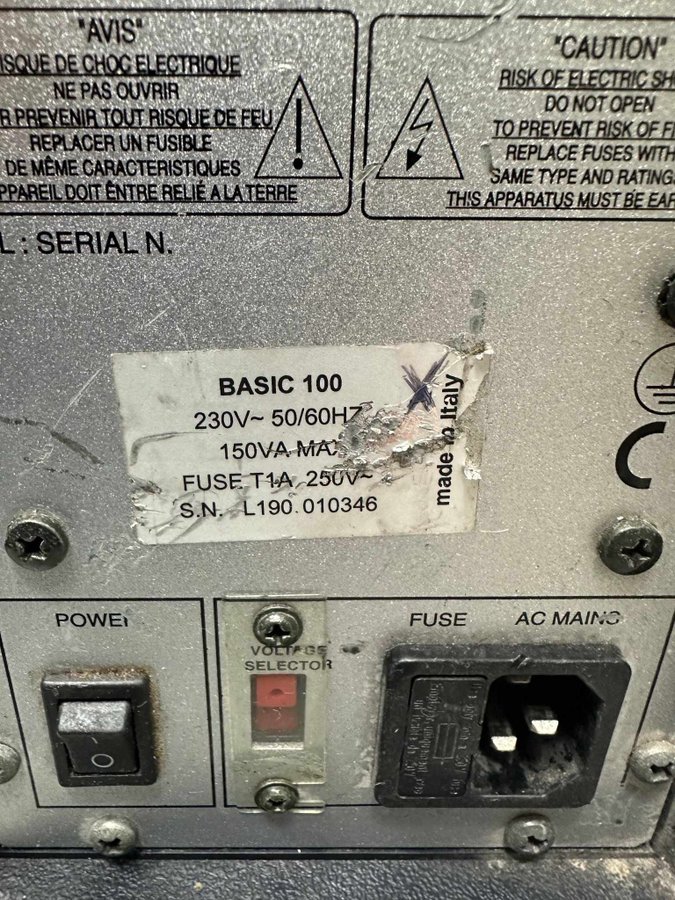 "AVIS"
ISQUE DE CHOC ELECTRIQUE
NE PAS OUVRIR
R PREVENIR TOUT RISQUE DE FEU
REPLACER UN FUSIBLE
DE MÊME CARACTERISTIQUES
PPAREIL DOIT ÊNTRE RELIÉ A LA TERRE
"CAUTION"
RISK OF ELECTRIC SH
DO NOT OPEN
TO PREVENT RISK OF F
REPLACE FUSES WITH
SAME TYPE AND RATING
THIS APPARATUS MUST BE EAR
L : SERIAL N.
BASIC 100
230V~ 50/60HZ
150VA MAX
FUSE T1A 250V~
S.N. L190.010346
made in Italy
POWER
VOLTAGE
SELECTOR
FUSE AC MAINS